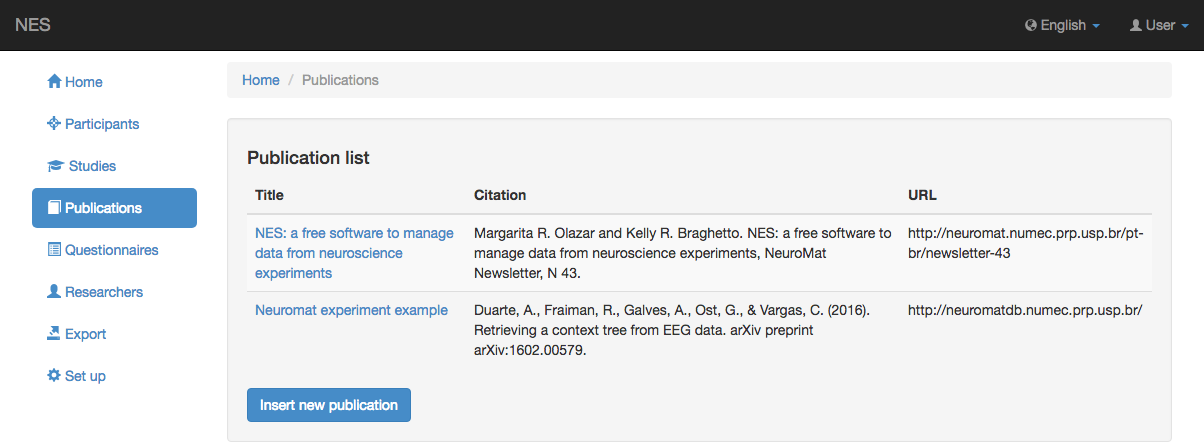 NES
English
User
Home
Participants
Studies
Publications
Questionnaires
Researchers
Export
Set up
Home / Publications
Publication list
Title Citation URL
NES: a free software to manage
data from neuroscience
experiments
Margarita R. Olazar and Kelly R. Braghetto. NES: a free software to
manage data from neuroscience experiments, NeuroMat
Newsletter, N 43.
http://neuromat.numec.prp.usp.br/pt-
br/newsletter-43
Neuromat experiment example
Duarte, A., Fraiman, R., Galves, A., Ost, G., & Vargas, C. (2016).
Retrieving a context tree from EEG data. arXiv preprint
arXiv:1602.00579.
http://neuromatdb.numec.prp.usp.br/
Insert new publication